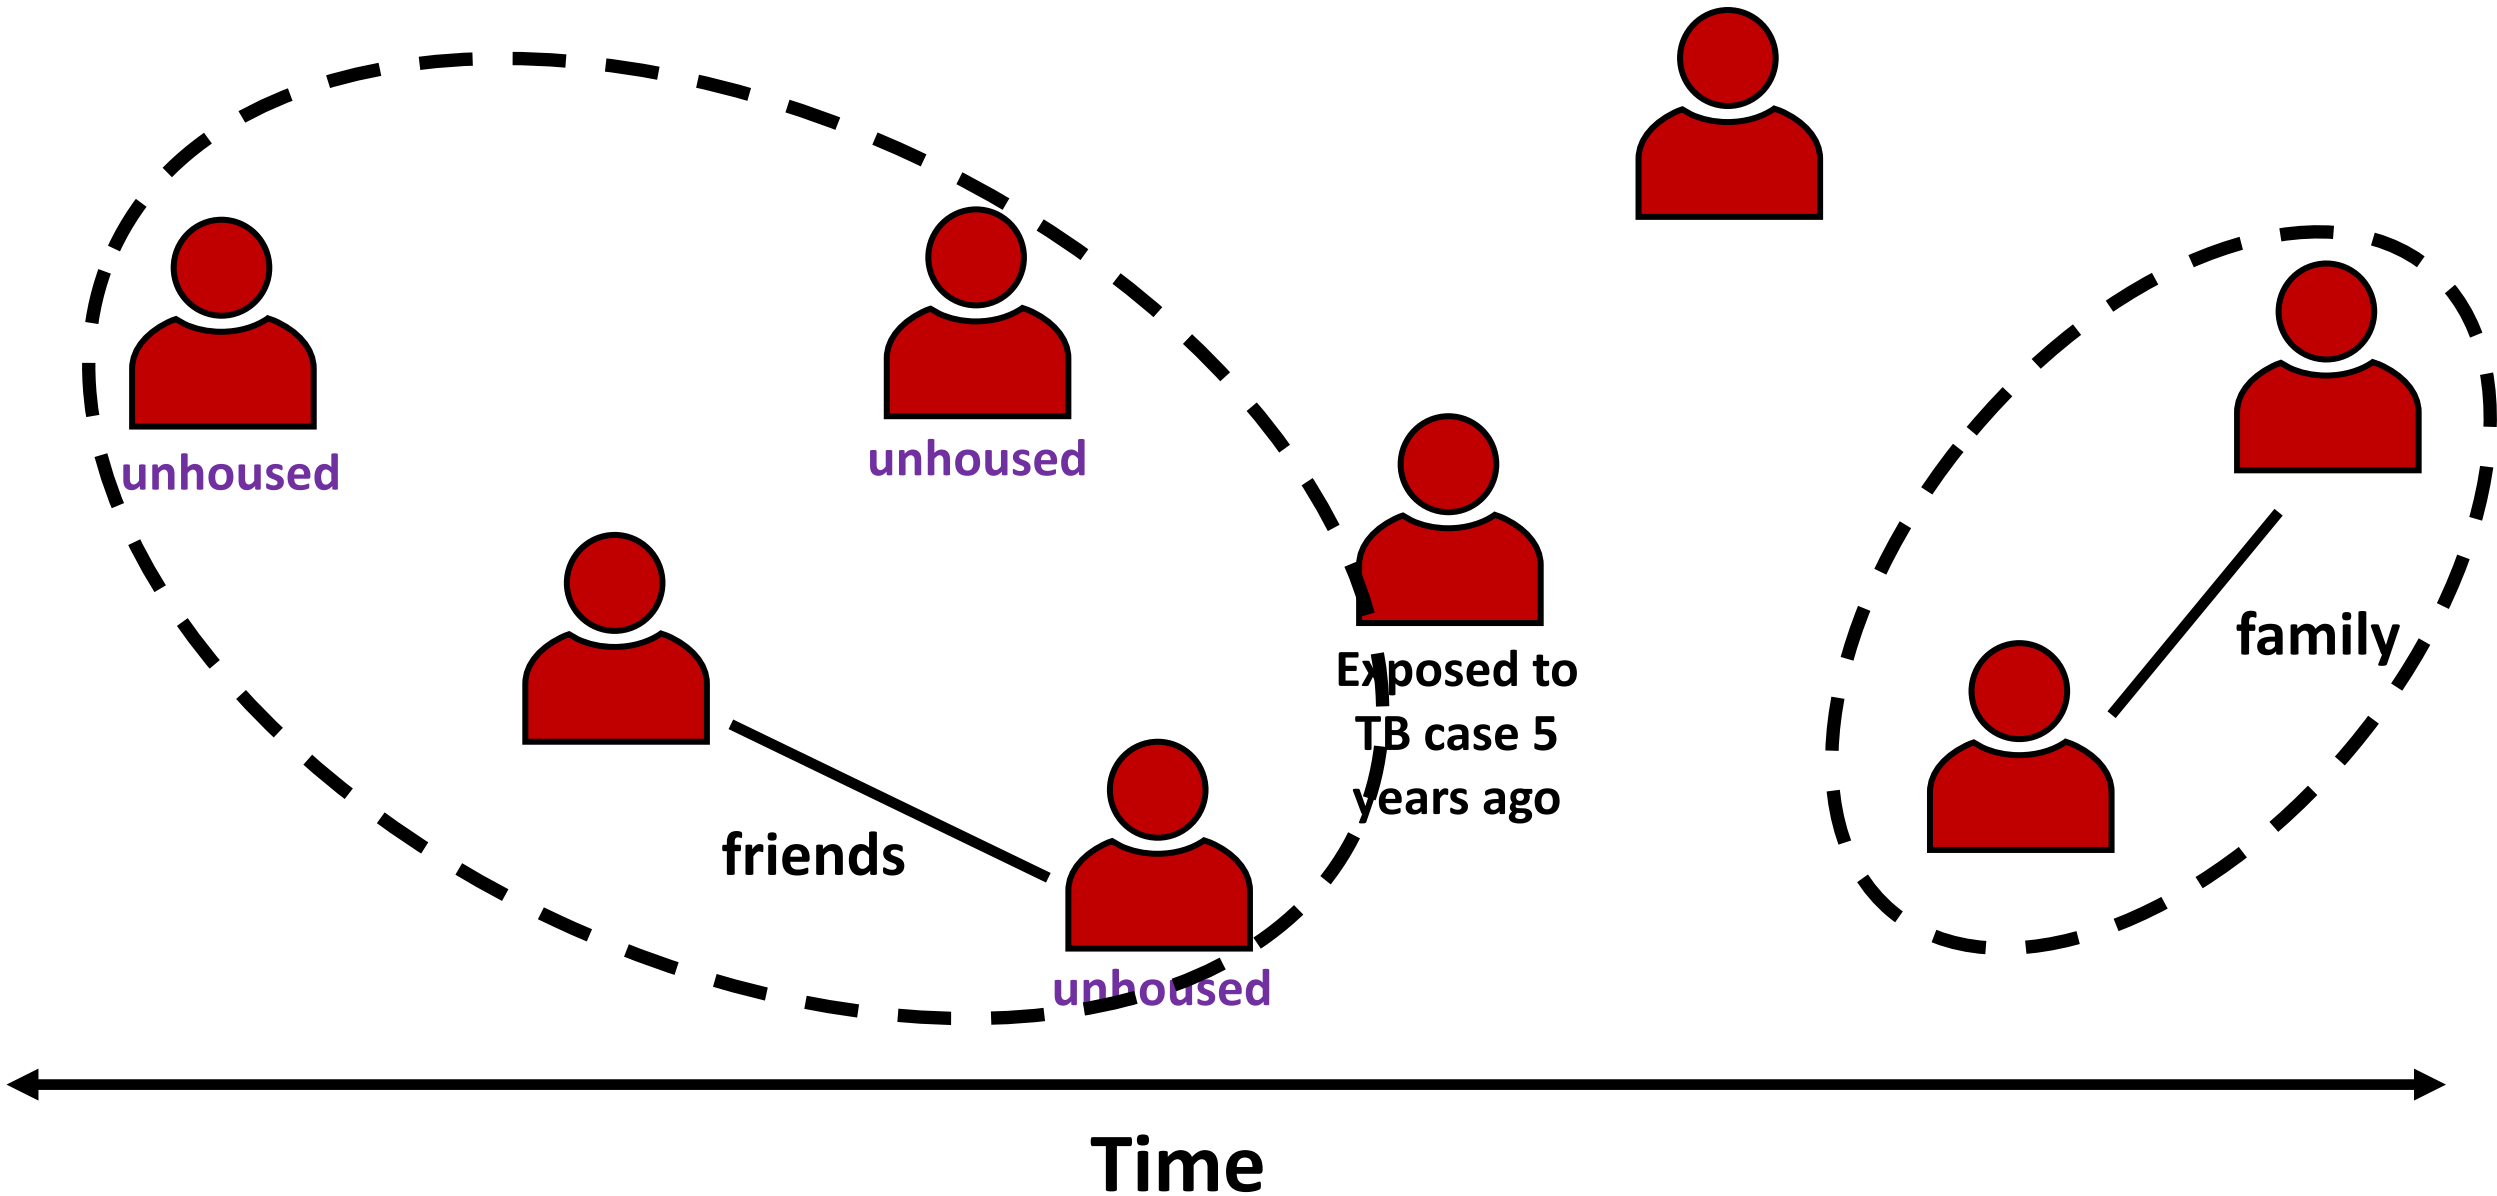 unhoused
unhoused
friends
Exposed to
TB case 5
years ago
family
unhoused
Time